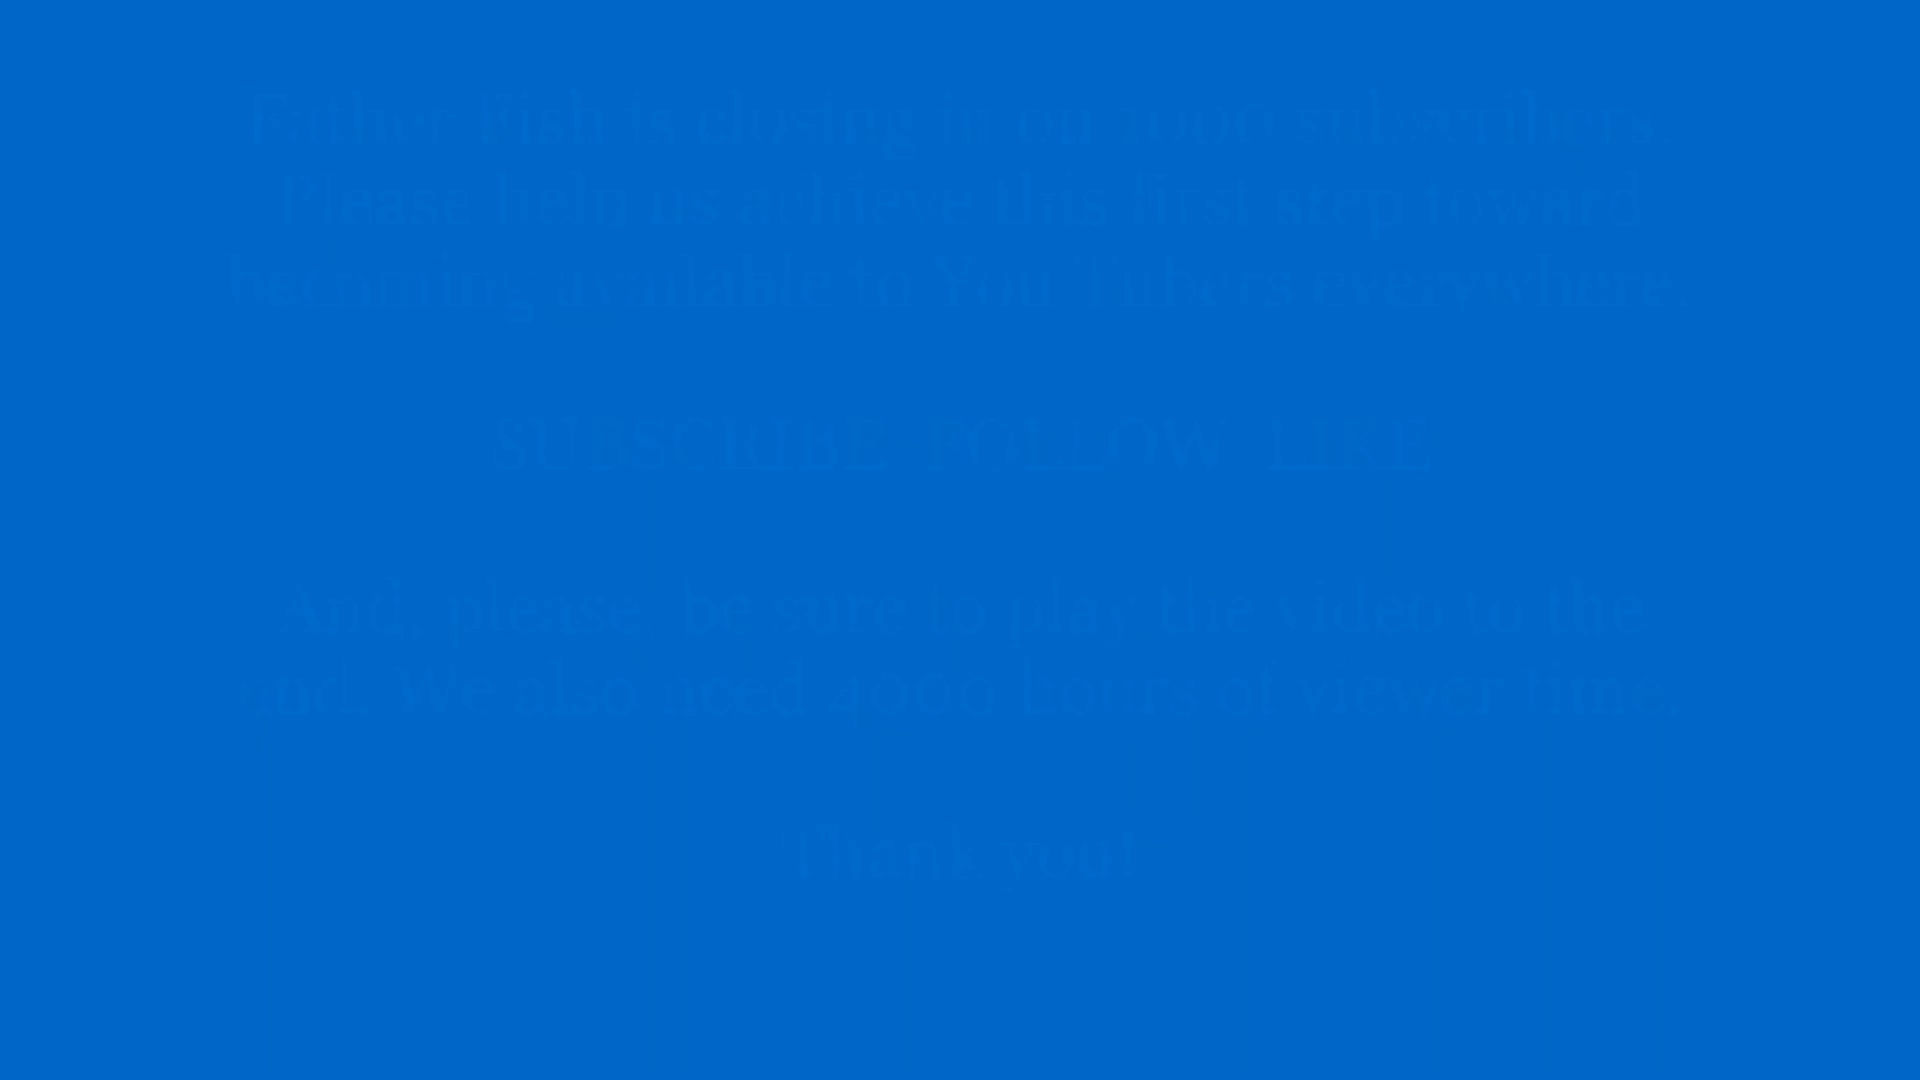 Father Fish is closing in on 1000 subscribers.
Please help us achieve this first step toward
becoming available to YouTubers everywhere.
SUBSCRIBE FOLLOW LIKE
And, please, be sure to play the video to the
end. We also need 4000 hours of viewer time.
Thank you!